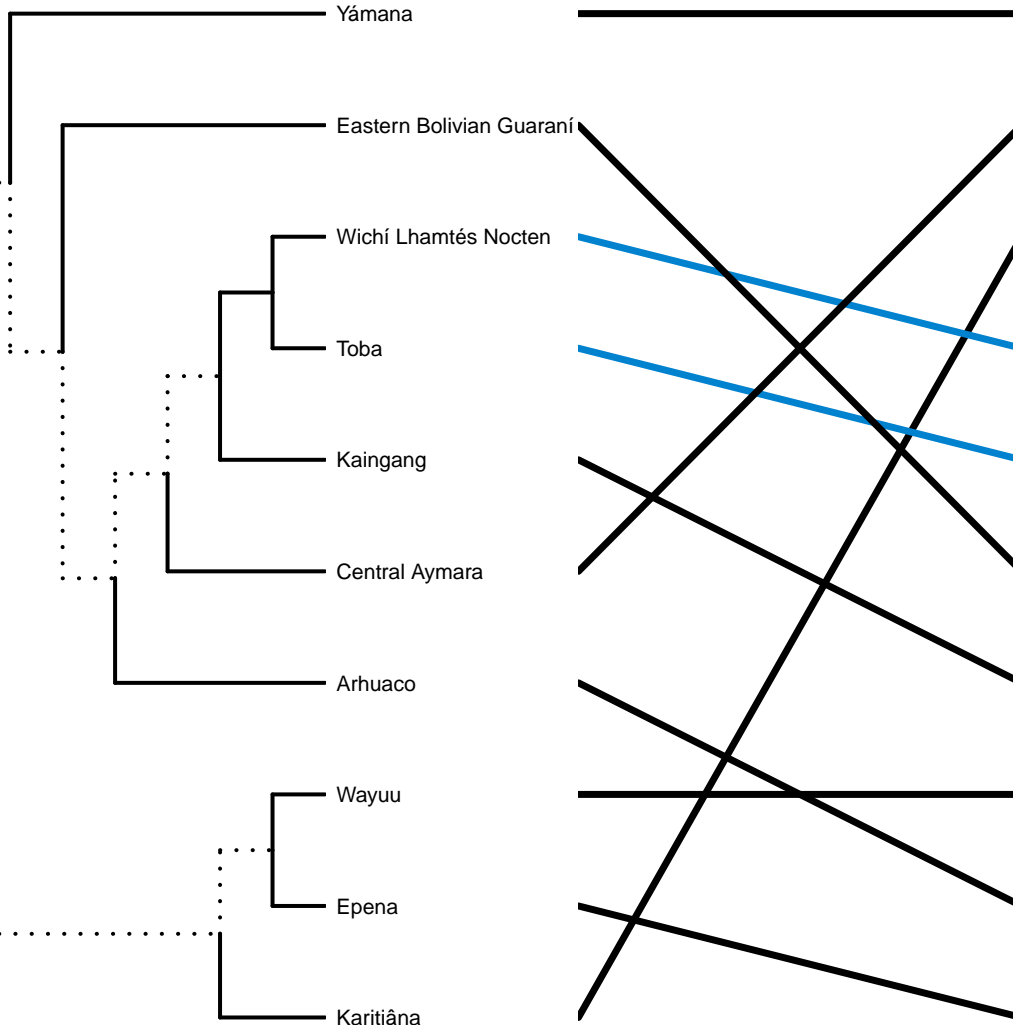 Yámana
Eastern Bolivian Guaraní
Wichí Lhamtés Nocten
Toba
Kaingang
Central Aymara
Arhuaco
Wayuu
Epena
Karitiâna